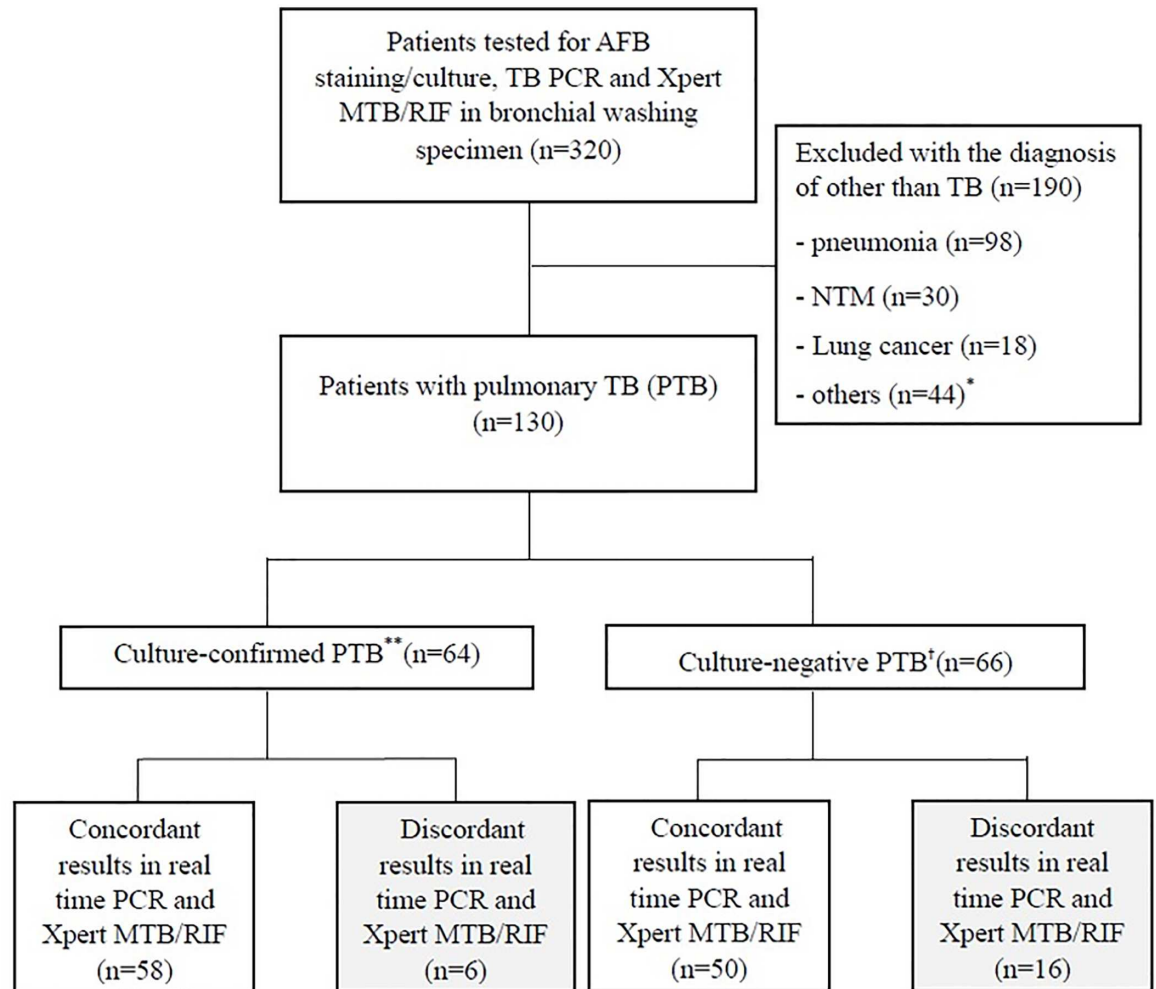 Patients tested for AFB
staining/culture, TB PCR and Xpert
MTB/RIF in bronchial washing
specimen (n=320)
Excluded with the diagnosis
of other than TB (n=190)
- pneumonia (n=98)
- NTM (n=30)
- Lung cancer (n=18)
- others (n=44)*
Patients with pulmonary TB (PTB)
(n=130)
Culture-confirmed PTB**(n=64)
Culture-negative PTB†(n=66)
Concordant
results in real
time PCR and
Xpert MTB/RIF
(n=58)
Discordant
results in real
time PCR and
Xpert MTB/RIF
(n=6)
Concordant
results in real
time PCR and
Xpert MTB/RIF
(n=50)
Discordant
results in real
time PCR and
Xpert MTB/RIF
(n=16)